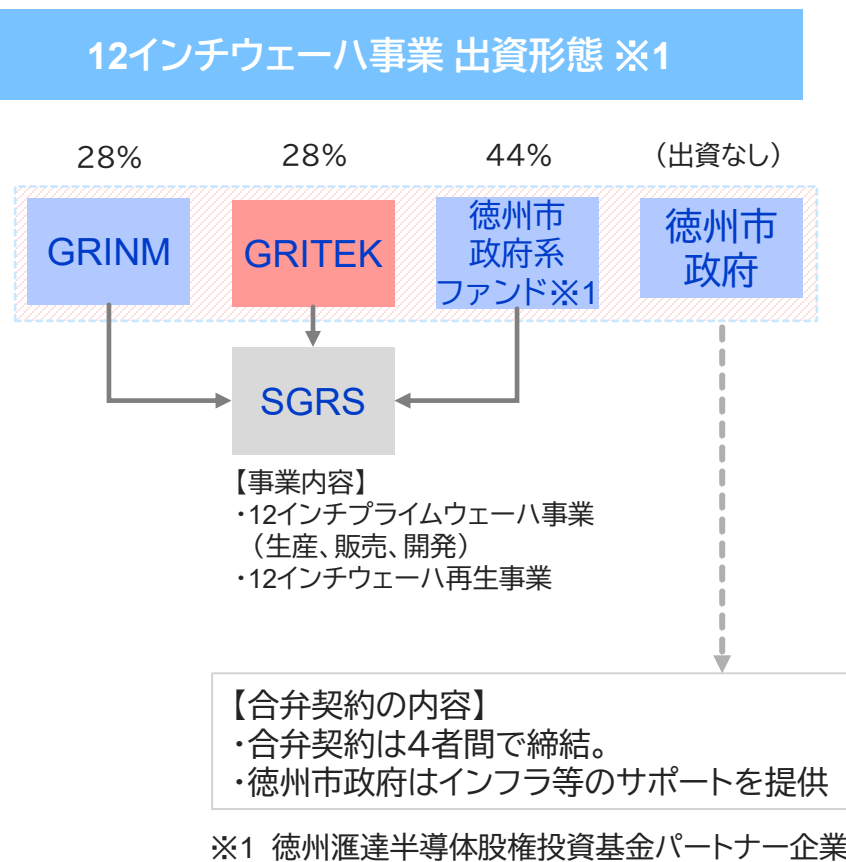 12インチウェーハ事業 出資形態 ※1
28%
28%
44%
（出資なし）
GRINM
GRITEK
徳州市
政府系
ファンド※1
徳州市
政府
SGRS
【事業内容】
・12インチプライムウェーハ事業
（生産、販売、開発）
・12インチウェーハ再生事業
【合弁契約の内容】
・合弁契約は4者間で締結。
・徳州市政府はインフラ等のサポートを提供
※1 徳州滙達半導体股権投資基金パートナー企業